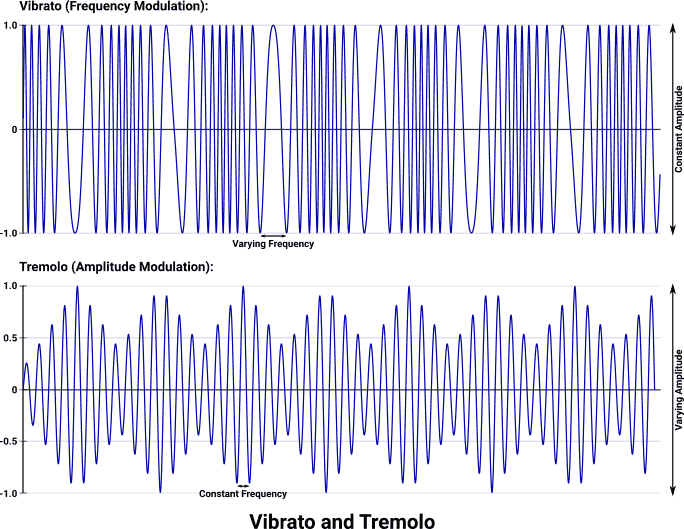 Vibrato (Frequency Modulation):
1.0
0
-1.0
Constant Amplitude
Varying Frequency
Tremolo (Amplitude Modulation):
1.0
0.5
0
-0.5
-1.0
Varying Amplitude
Constant Frequency
Vibrato and Tremolo